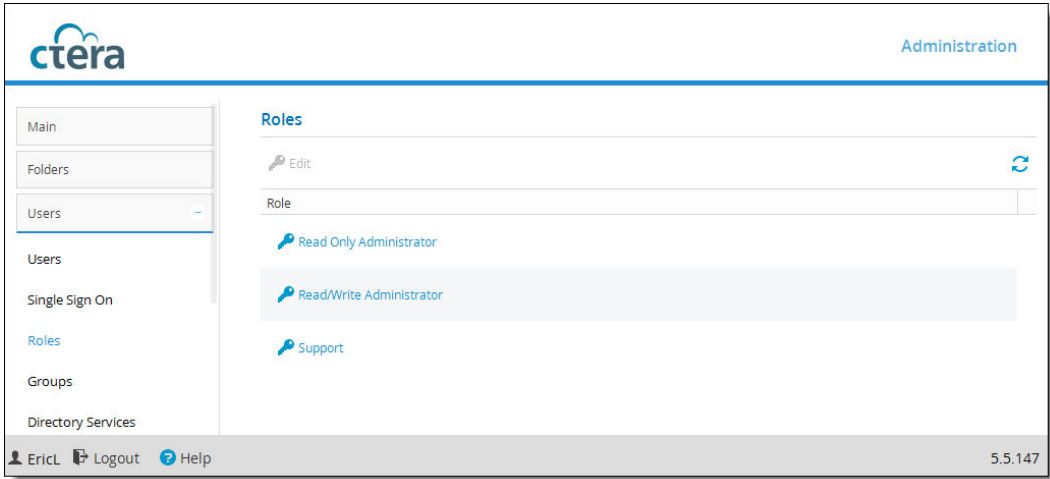 ctera
Administration
Main
Folders
Users
Users
Single Sign On
Roles
Groups
Directory Services
Roles
Edit
Role
Read Only Administrator
Read/Write Administrator
Support
EricL Logout ? Help 5.5.147